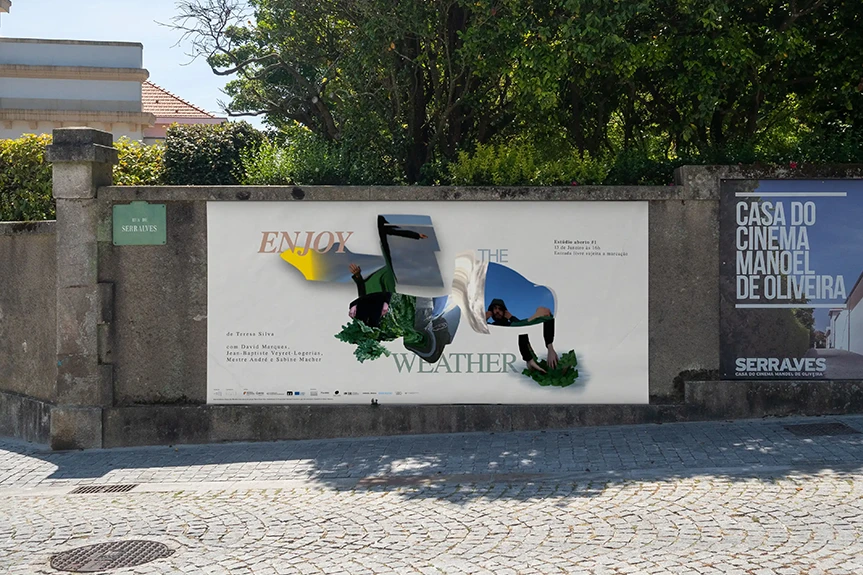 RUA DE
SERRALVES
ENJOY
THE
WEATHER
Estúdio aberto #1
13 de Janeiro às 16h
Entrada livre sujeita a marcação
de Teresa Silva
com David Marques,
Jean-Baptiste Veyret Logerias,
Mestre André e Sabine Macher
CASA DO
CINEMA
MANOEL
DE OLIVEIRA
SERRAVES
CASA DO CINEMA MANOEL DE OLIVEIRA